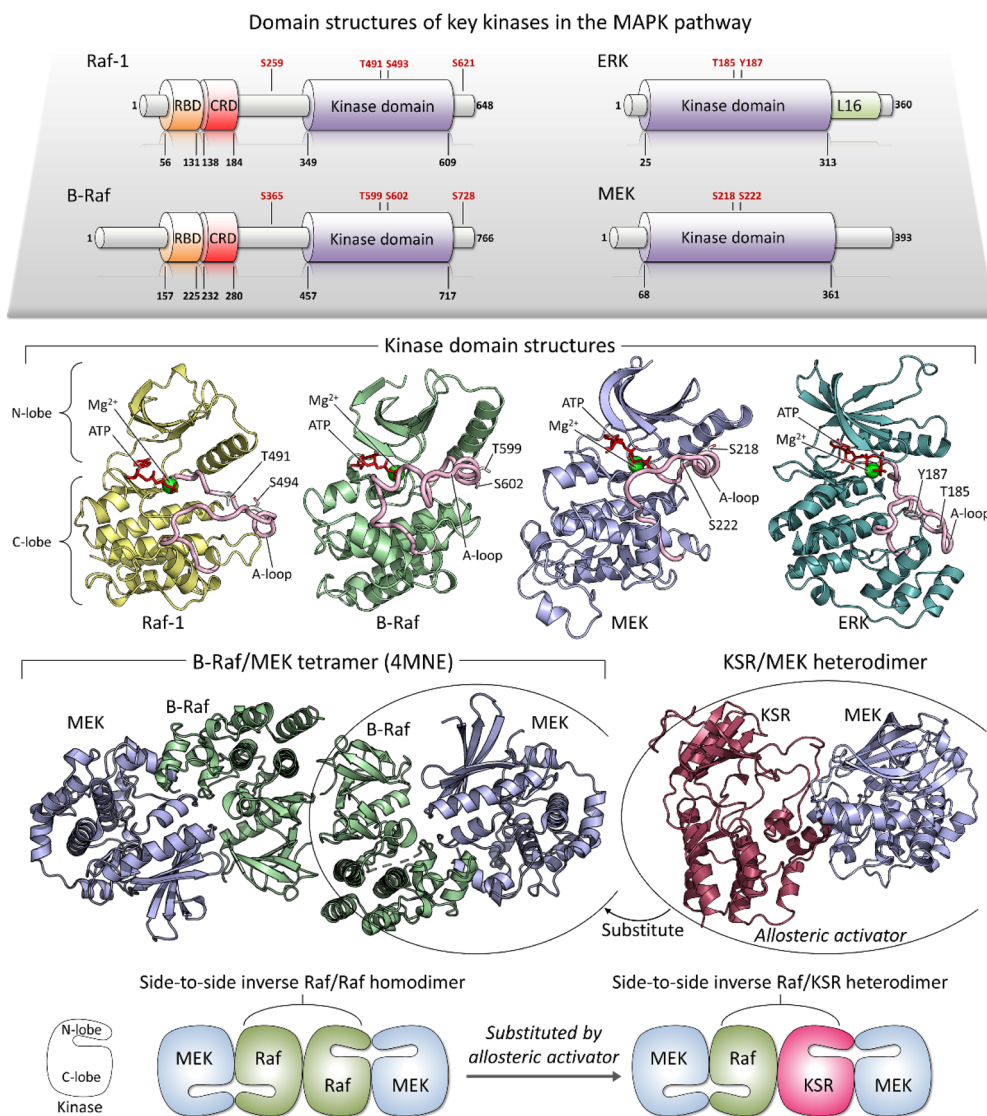 Domain structures of key kinases in the MAPK pathway
Raf-1
S259
T491 S493
S621
1
RBD
CRD
Kinase domain
648
56
131
138
184
349
609
ERK
T185 Y187
1
Kinase domain
L16
360
25
313
B-Raf
S365
T599 S602
S728
1
RBD
CRD
Kinase domain
766
157
225
232
280
457
717
MEK
S218 S222
1
Kinase domain
393
68
361
Kinase domain structures
N-lobe
C-lobe
Mg2+
ATP
T491
S494
A-loop
Raf-1
Mg2+
ATP
T599
S602
A-loop
B-Raf
ATP
Mg2+
S218
A-loop
S222
MEK
ATP
Mg2+
Y187
T185
A-loop
ERK
B-Raf/MEK tetramer (4MNE)
MEK
B-Raf
B-Raf
MEK
KSR/MEK heterodimer
KSR
MEK
Substitute
Allosteric activator
Side-to-side inverse Raf/Raf homodimer
Side-to-side inverse Raf/KSR heterodimer
N-lobe
C-lobe
Kinase
MEK
Raf
Raf
MEK
Substituted by
allosteric activator
MEK
Raf
KSR
MEK